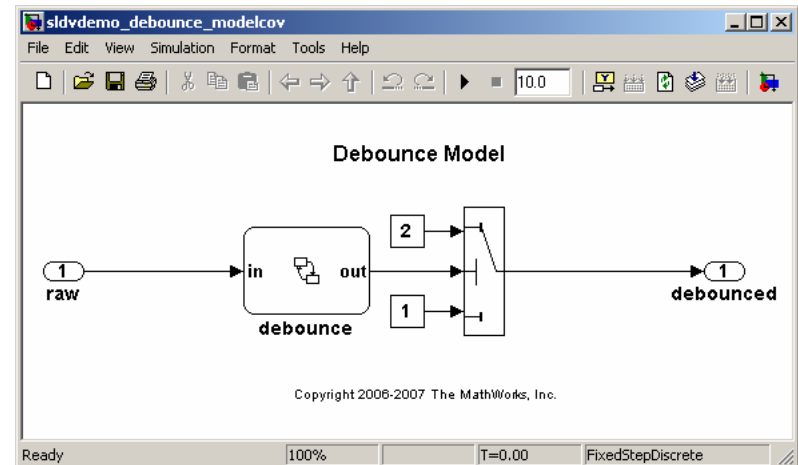 sldvdemo_debounce_modelcov
File Edit View Simulation Format Tools Help
10.0
Debounce Model
2
1 in out 1
raw debounced
1
debounce
Copyright 2006-2007 The MathWorks, Inc.
Ready 100% T=0.00 FixedStepDiscrete